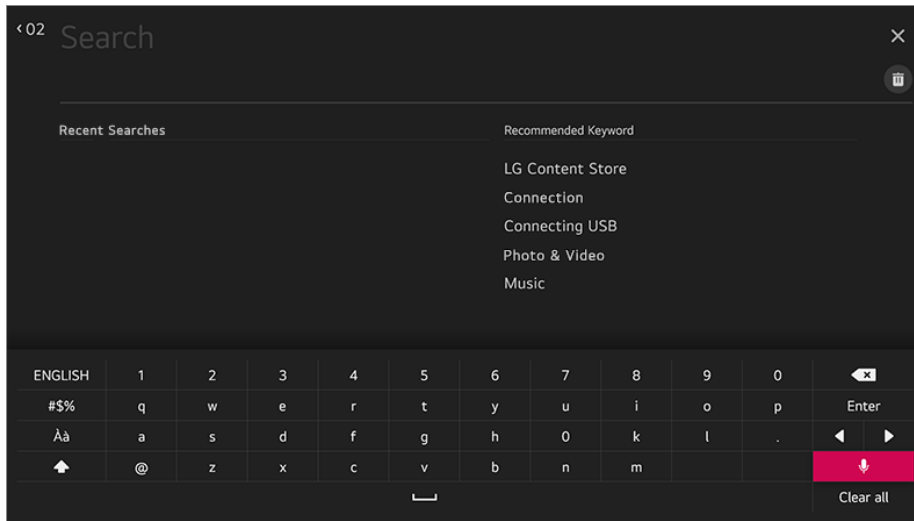 ‹02
Search
Recent Searches
Recommended Keyword
LG Content Store
Connection
Connecting USB
Photo & Video
Music
ENGLISH 1 2 3 4 5 6 7 8 9 0
#$% q w e r t y u i o p Enter
Àà a s d f g h 0 k l .
@ z x c v b n m
Clear all